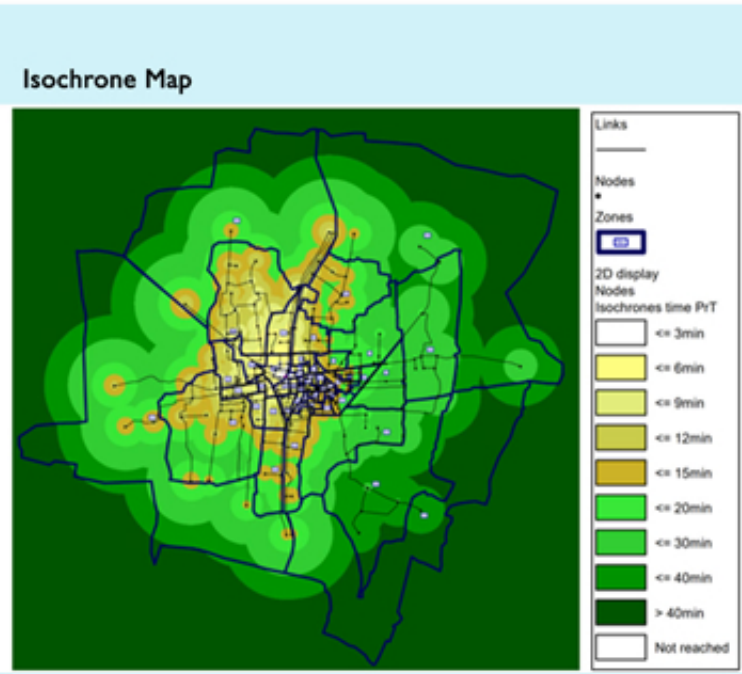 Isochrone Map
Links
Nodes
Zones
2D display
Nodes
Isochrones time PrT
<= 3min
<= 6min
<= 9min
<= 12min
<= 15min
<= 20min
<= 30min
<= 40min
> 40min
Not reached